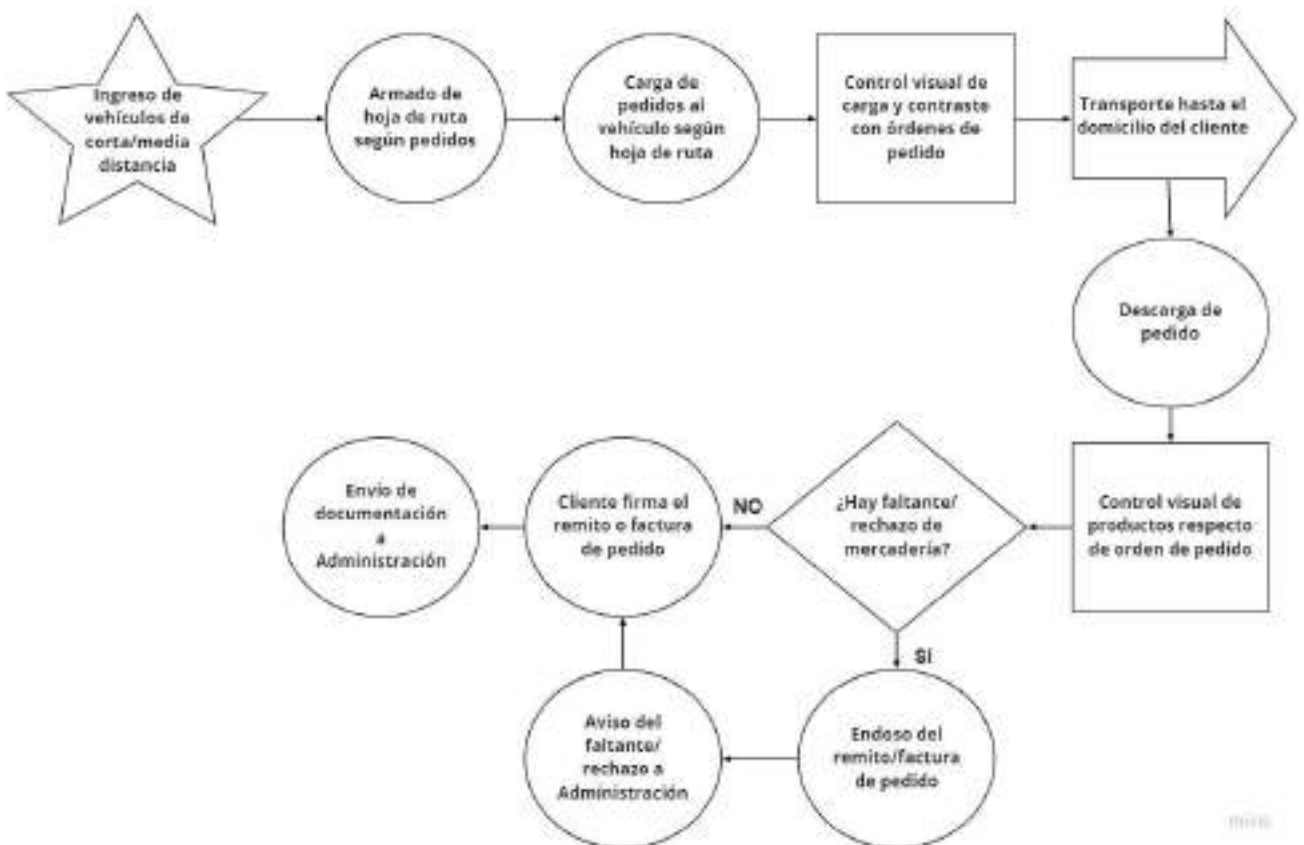 Ingreso de
vehículos de
corta/media
distancia
Armado de
hoja de ruta
según pedidos
Carga de
pedidos al
vehículo según
hoja de ruta
Control visual de
carga y contraste
con órdenes de
pedido
Transporte hasta el
domicilio del cliente
Descarga de
pedido
Control visual de
productos respecto
de orden de pedido
¿Hay faltante/
rechazo de
mercadería?
NO
Cliente firma el
remito o factura
de pedido
Envío de
documentación
a
Administración
SI
Endoso del
remito/factura
de pedido
Aviso del
faltante/
rechazo a
Administración
miro